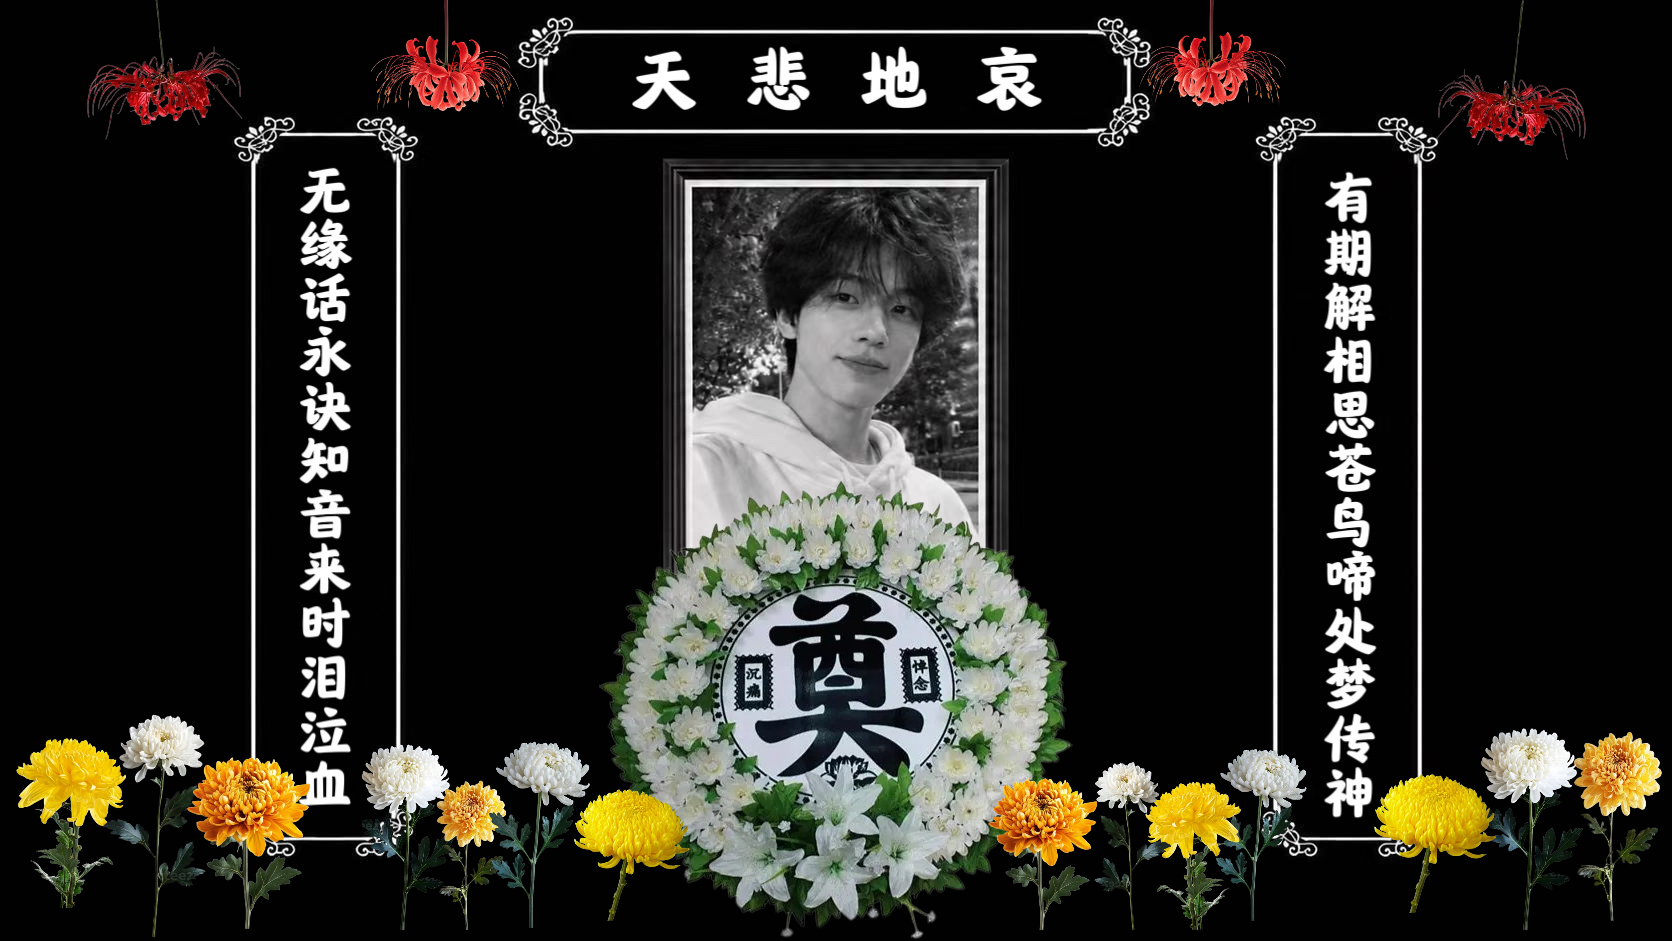 天悲地哀
有期解相思苍鸟啼处梦传神
无缘话永诀知音来时泪泣血
奠
沉痛
悼念